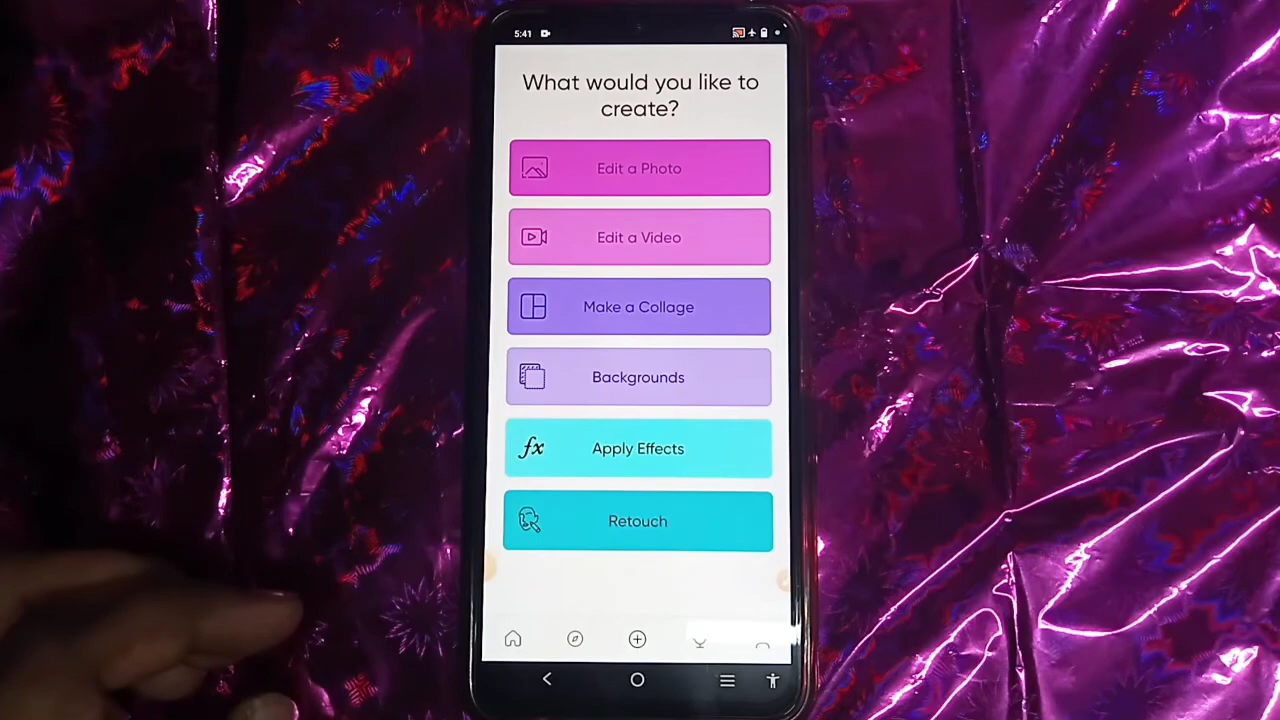 5:41
What would you like to
create?
Edit a Photo
Edit a Video
Make a Collage
Backgrounds
fx Apply Effects
Retouch